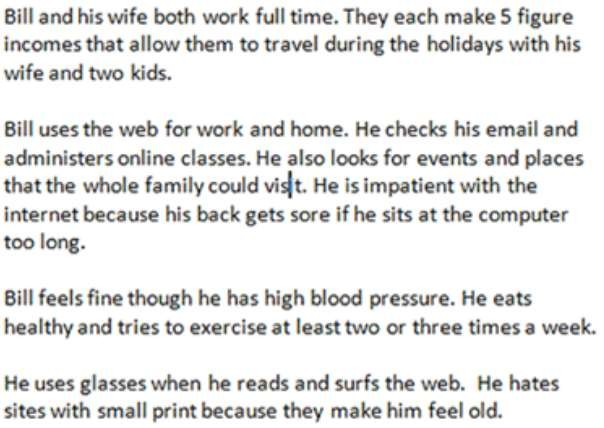 Bill and his wife both work full time. They each make 5 figure
incomes that allow them to travel during the holidays with his
wife and two kids.
Bill uses the web for work and home. He checks his email and
administers online classes. He also looks for events and places
that the whole family could visit. He is impatient with the
internet because his back gets sore if he sits at the computer
too long.
Bill feels fine though he has high blood pressure. He eats
healthy and tries to exercise at least two or three times a week.
He uses glasses when he reads and surfs the web.  He hates
sites with small print because they make him feel old.